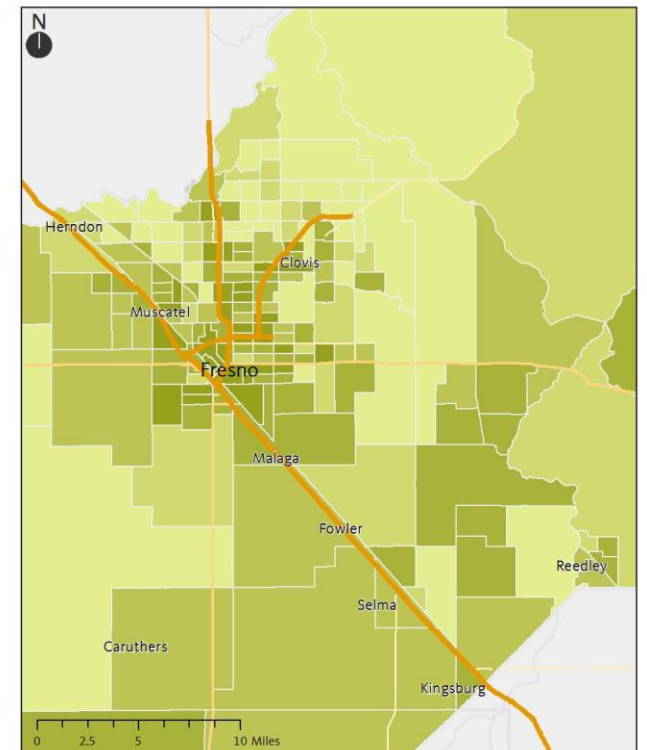 N
Herndon
Clovis
Muscatel
Fresno
Malaga
Fowler
Reedley
Selma
Caruthers
Kingsburg
0 2.5 5 10 Miles